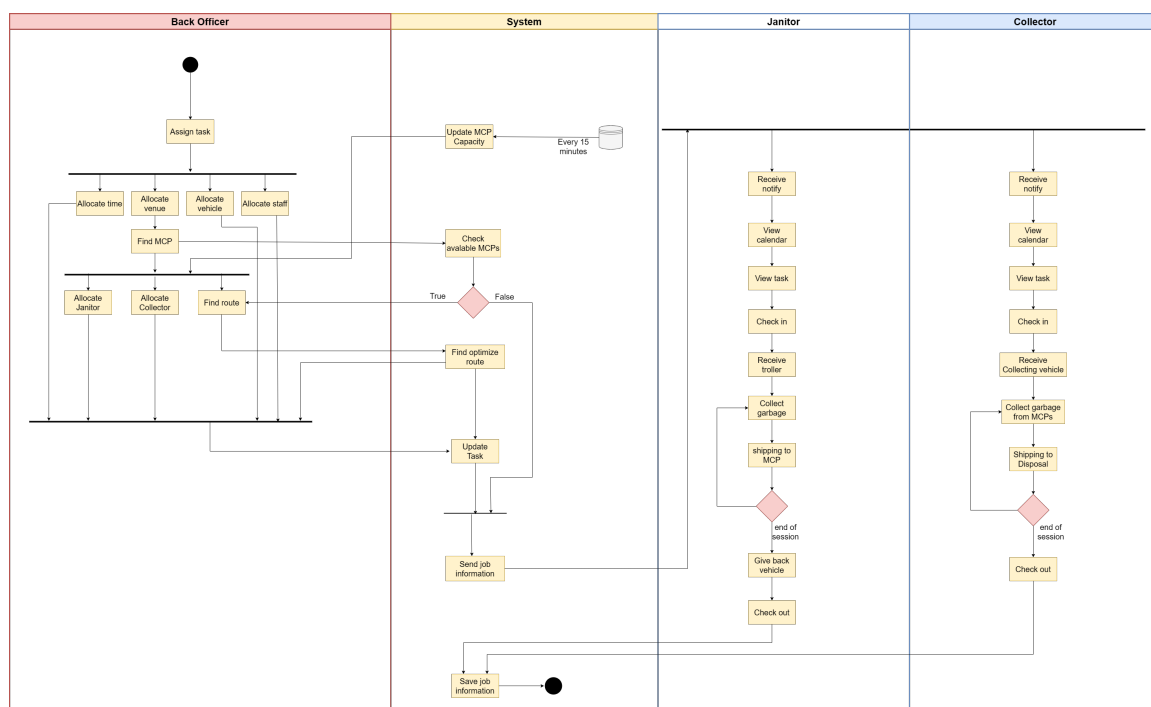 Back Officer
System
Janitor
Collector
Assign task
Update MCP
Capacity
Every 15
minutes
Allocate time
Allocate
venue
Allocate
vehicle
Allocate staff
Receive
notify
Receive
notify
Find MCP
Check
avalable MCPs
View
calendar
View
calendar
Allocate
Janitor
Allocate
Collector
Find route
True
False
View task
View task
Check in
Check in
Find optimize
route
Receive
troller
Receive
Collecting vehicle
Collect
garbage
Collect garbage
from MCPs
Update
Task
shipping to
MCP
Shipping to
Disposal
end of
session
end of
session
Send job
information
Give back
vehicle
Check out
Check out
Save job
information